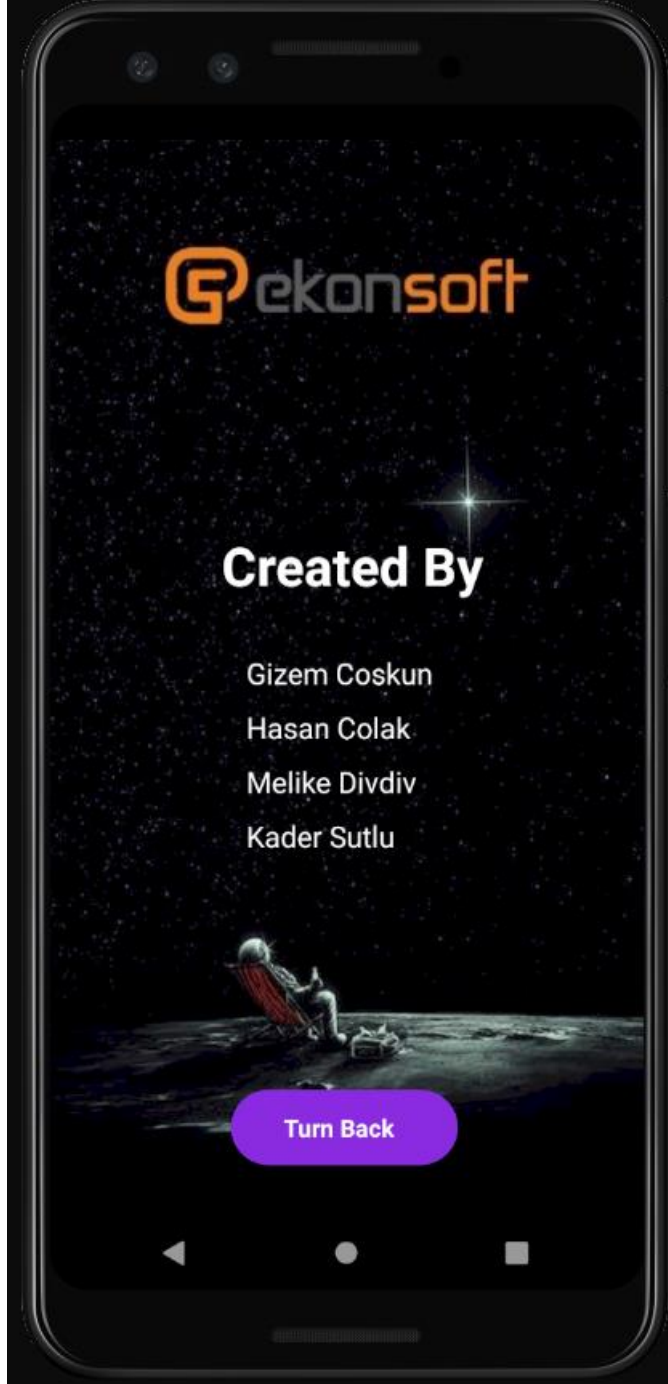 ekonsoft
Created By
Gizem Coskun
Hasan Colak
Melike Divdiv
Kader Sutlu
Turn Back